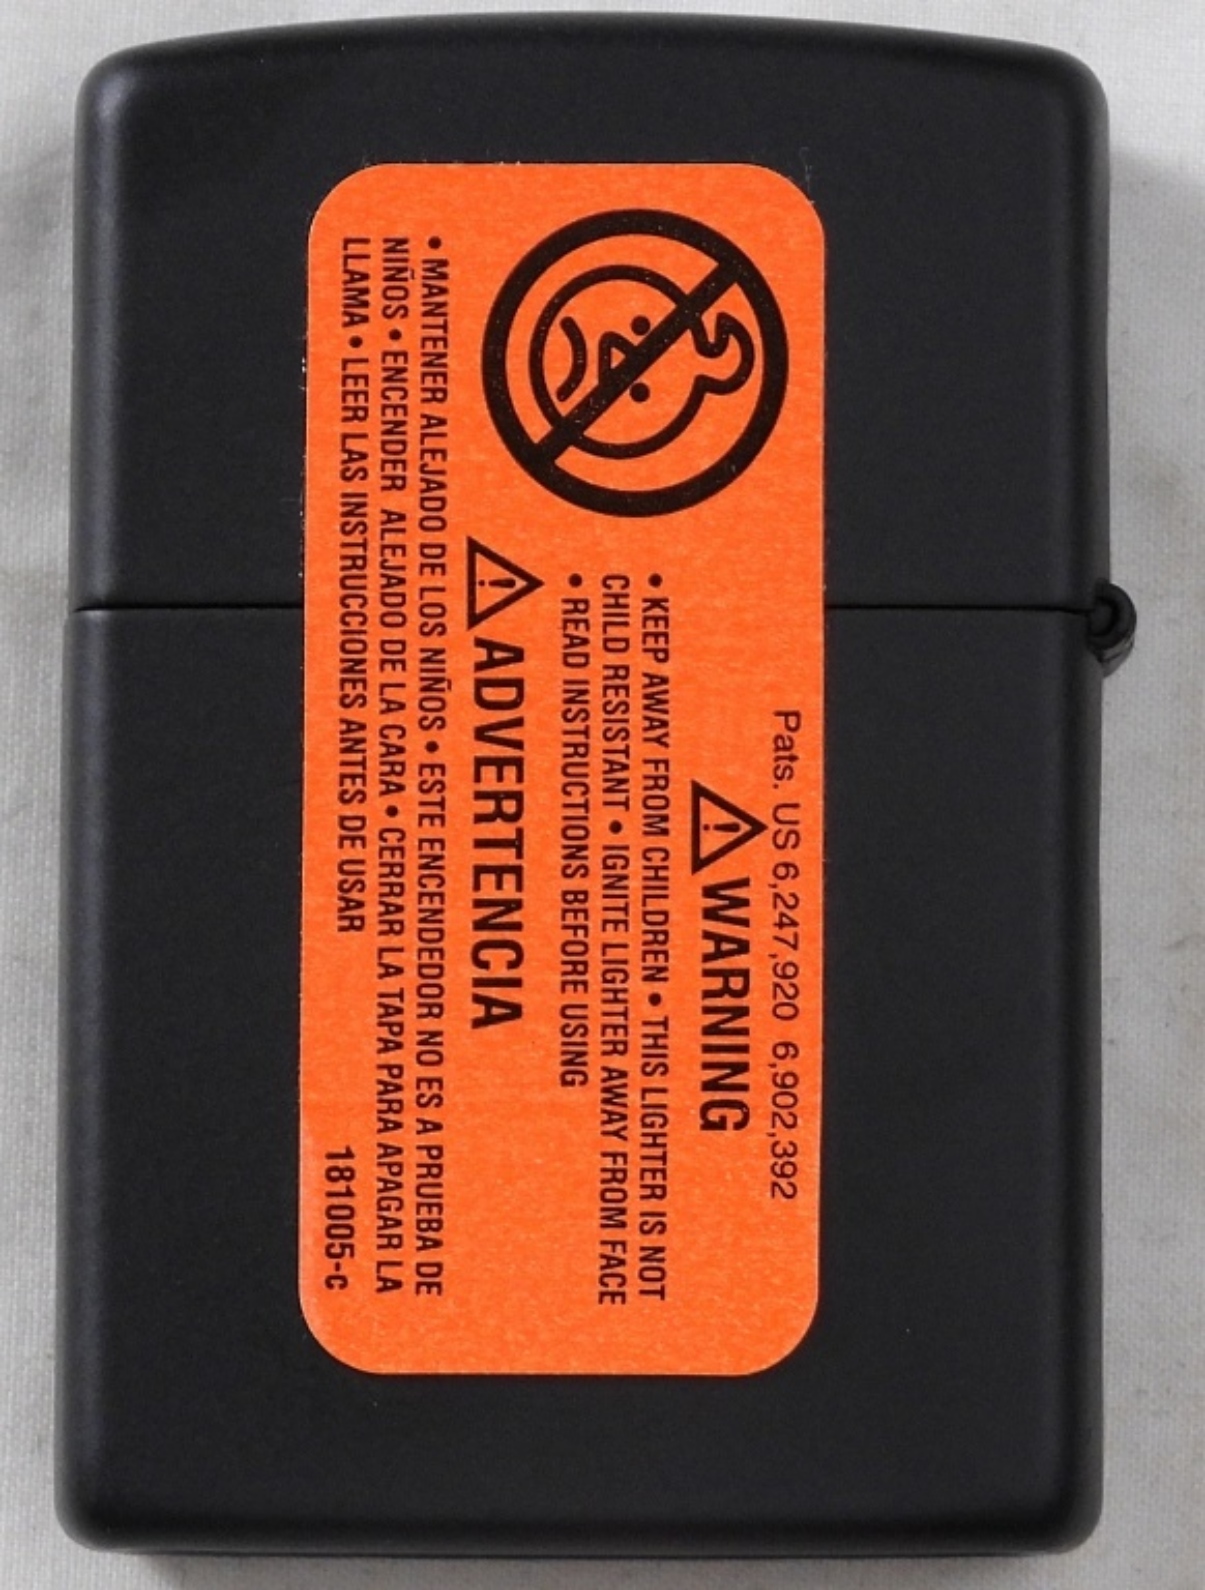 Pats. US 6,247,920 6,902,392
⚠ WARNING
• KEEP AWAY FROM CHILDREN • THIS LIGHTER IS NOT
CHILD RESISTANT • IGNITE LIGHTER AWAY FROM FACE
• READ INSTRUCTIONS BEFORE USING
⚠ ADVERTENCIA
• MANTENER ALEJADO DE LOS NIÑOS • ESTE ENCENDEDOR NO ES A PRUEBA DE
NIÑOS • ENCENDER ALEJADO DE LA CARA • CERRAR LA TAPA PARA APAGAR LA
LLAMA • LEER LAS INSTRUCCIONES ANTES DE USAR
181005-c